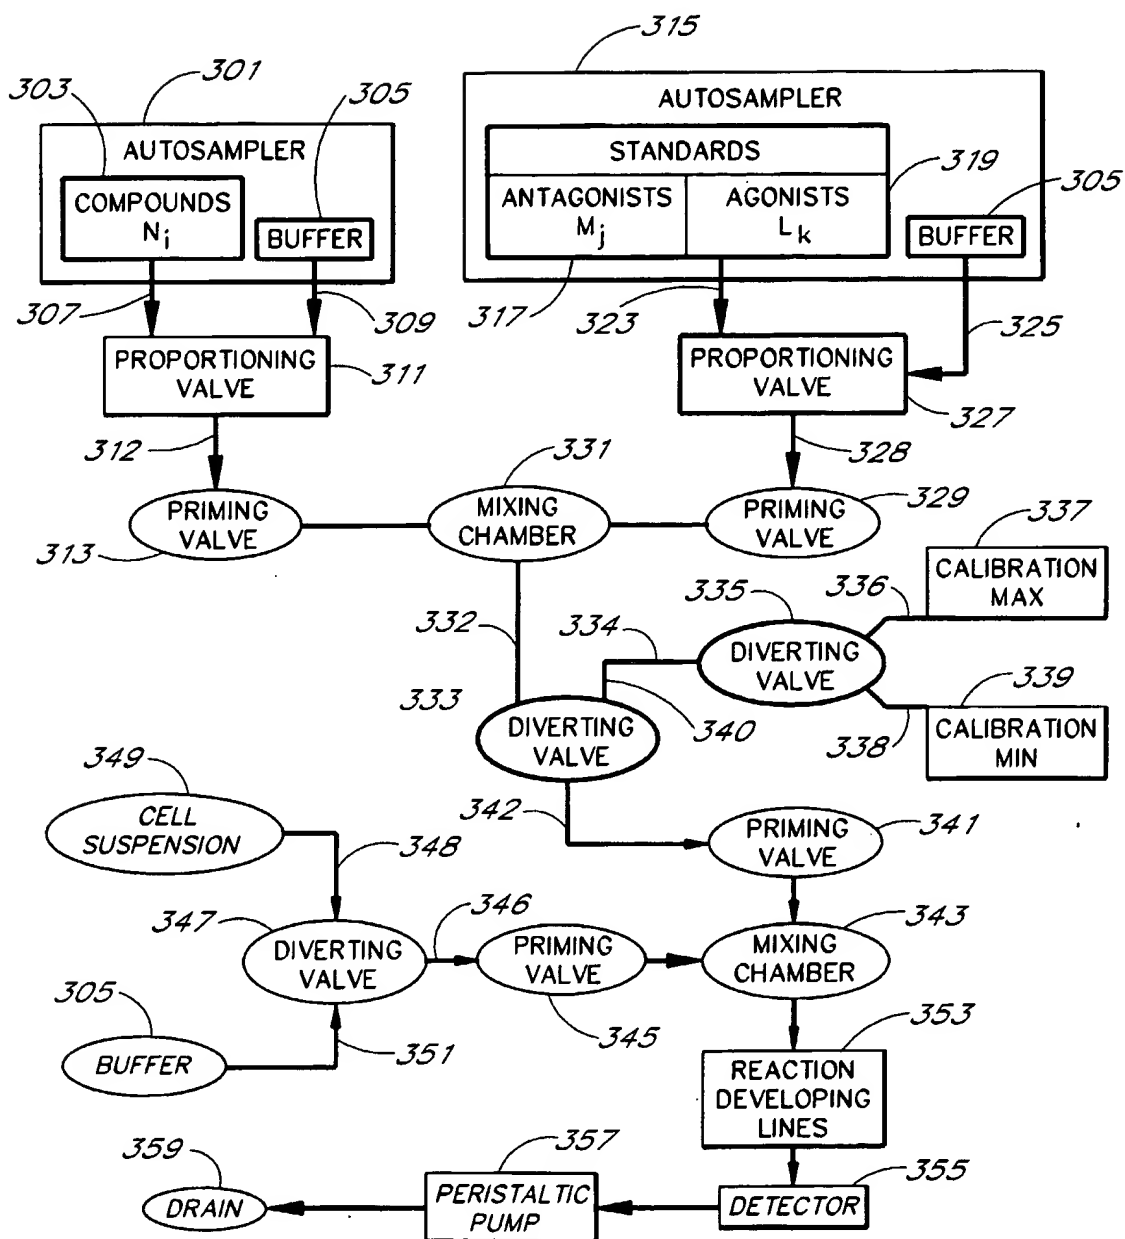 315
301
303
305
AUTOSAMPLER
AUTOSAMPLER
STANDARDS
319
305
COMPOUNDS
Ni
BUFFER
ANTAGONISTS
Mj
AGONISTS
Lk
BUFFER
307
309
317
323
325
PROPORTIONING
VALVE
311
PROPORTIONING
VALVE
327
312
331
328
329
PRIMING
VALVE
MIXING
CHAMBER
PRIMING
VALVE
313
337
CALIBRATION
MAX
336
335
332
334
DIVERTING
VALVE
339
333
340
338
CALIBRATION
MIN
DIVERTING
VALVE
349
CELL
SUSPENSION
342
PRIMING
VALVE
341
348
347
346
343
DIVERTING
VALVE
PRIMING
VALVE
MIXING
CHAMBER
305
345
353
351
BUFFER
REACTION
DEVELOPING
LINES
359
357
355
DRAIN
PERISTALTIC
PUMP
DETECTOR